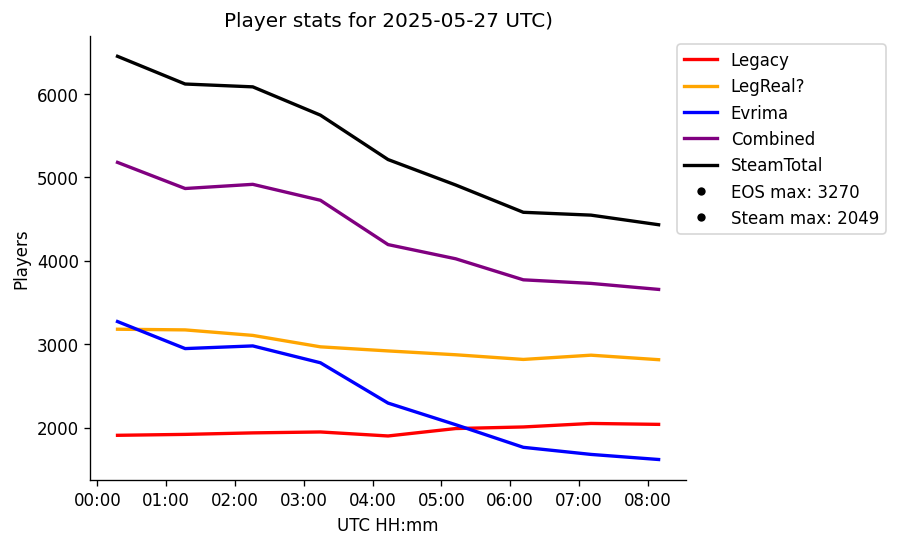 Player stats for 2025-05-27 UTC)
Legacy
LegReal?
Evrima
Combined
SteamTotal
EOS max: 3270
Steam max: 2049
Players
6000
5000
4000
3000
2000
00:00 01:00 02:00 03:00 04:00 05:00 06:00 07:00 08:00
UTC HH:mm